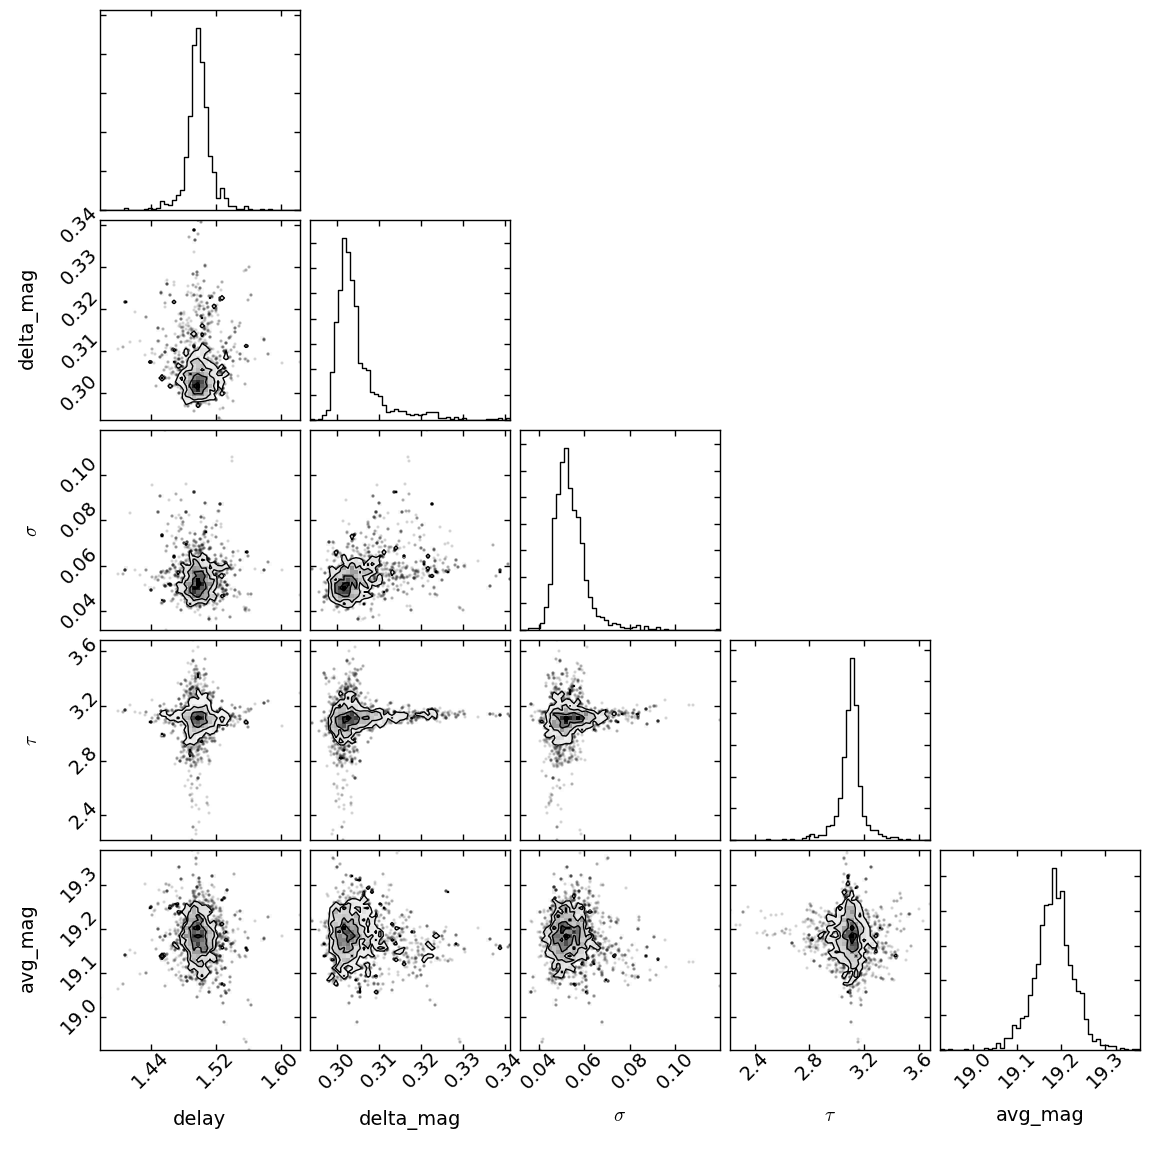 0.34
0.33
0.32
0.31
0.30
delta_mag
0.10
0.08
0.06
0.04
σ
3.6
3.2
2.8
2.4
τ
19.3
19.2
19.1
19.0
avg_mag
1.44 1.52 1.60
0.30 0.31 0.32 0.33 0.34
0.04 0.06 0.08 0.10
2.4 2.8 3.2 3.6
19.0 19.1 19.2 19.3
delay delta_mag σ τ avg_mag